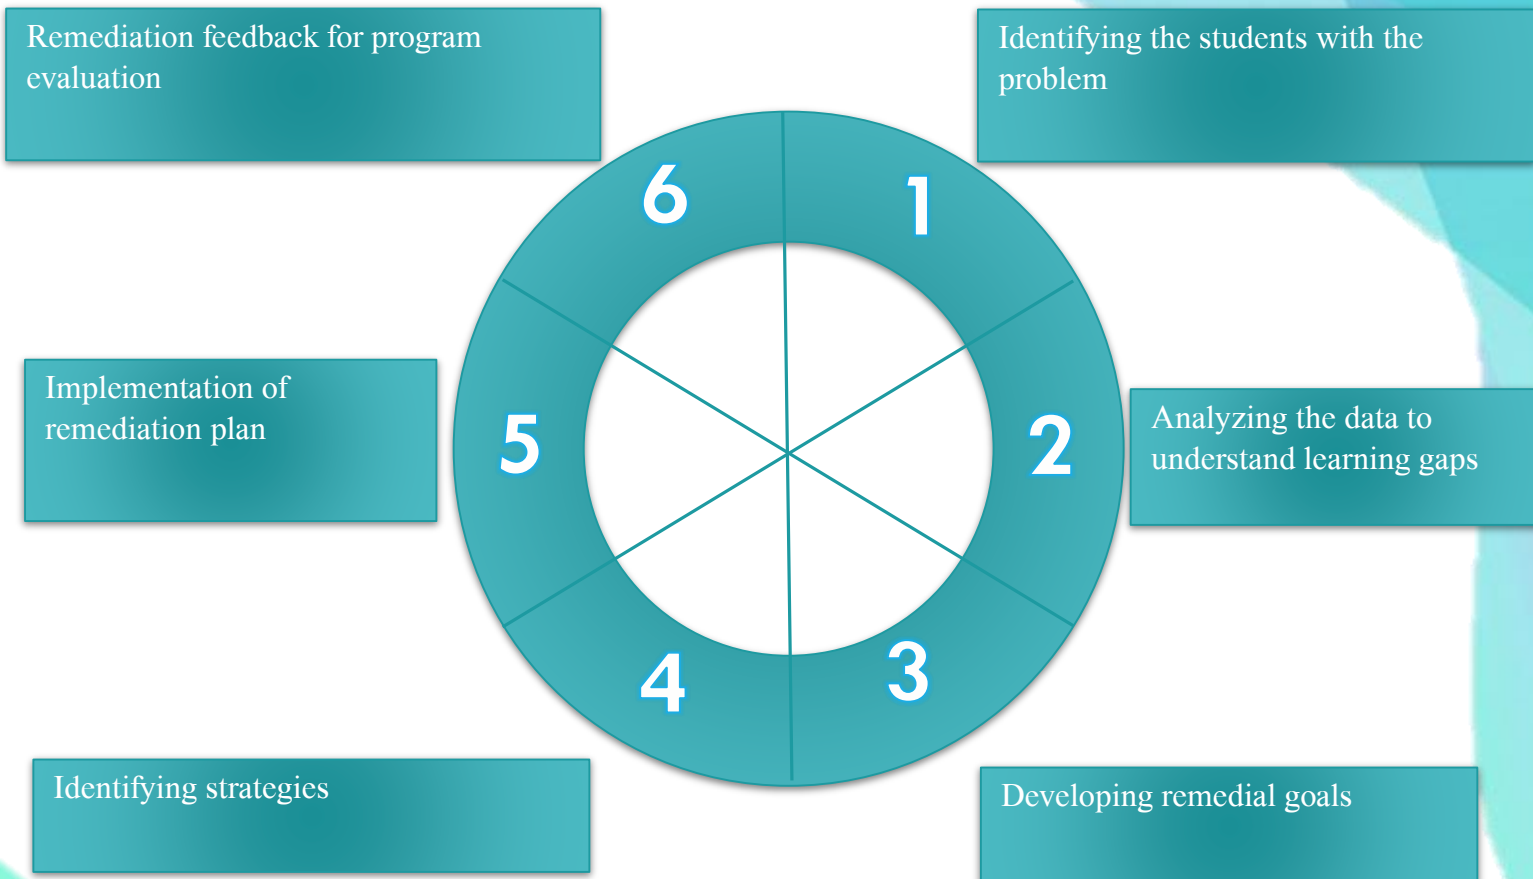 Remediation feedback for program
evaluation
Identifying the students with the
problem
6
1
Implementation of
remediation plan
5
2
Analyzing the data to
understand learning gaps
4
3
Identifying strategies
Developing remedial goals